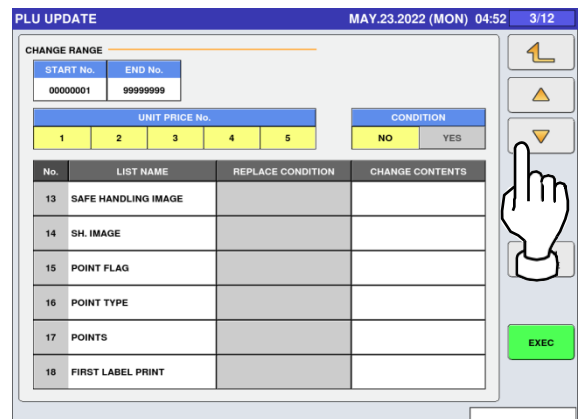 PLU UPDATE MAY.23.2022 (MON) 04:52 3/12
CHANGE RANGE
START No. END No.
00000001 99999999
UNIT PRICE No. CONDITION
1 2 3 4 5 NO YES
No. LIST NAME REPLACE CONDITION CHANGE CONTENTS
13 SAFE HANDLING IMAGE
14 SH. IMAGE
15 POINT FLAG
16 POINT TYPE
17 POINTS
18 FIRST LABEL PRINT
EXEC